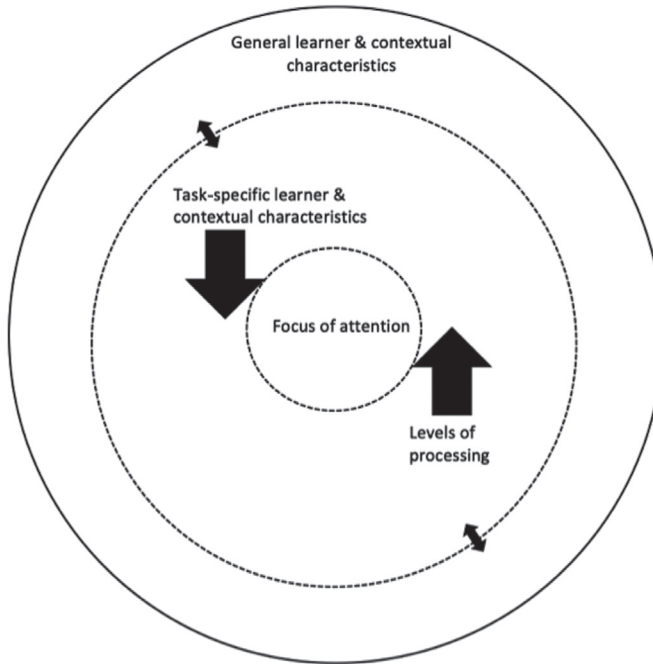 General learner & contextual
characteristics
Task-specific learner &
contextual characteristics
Focus of attention
Levels of
processing